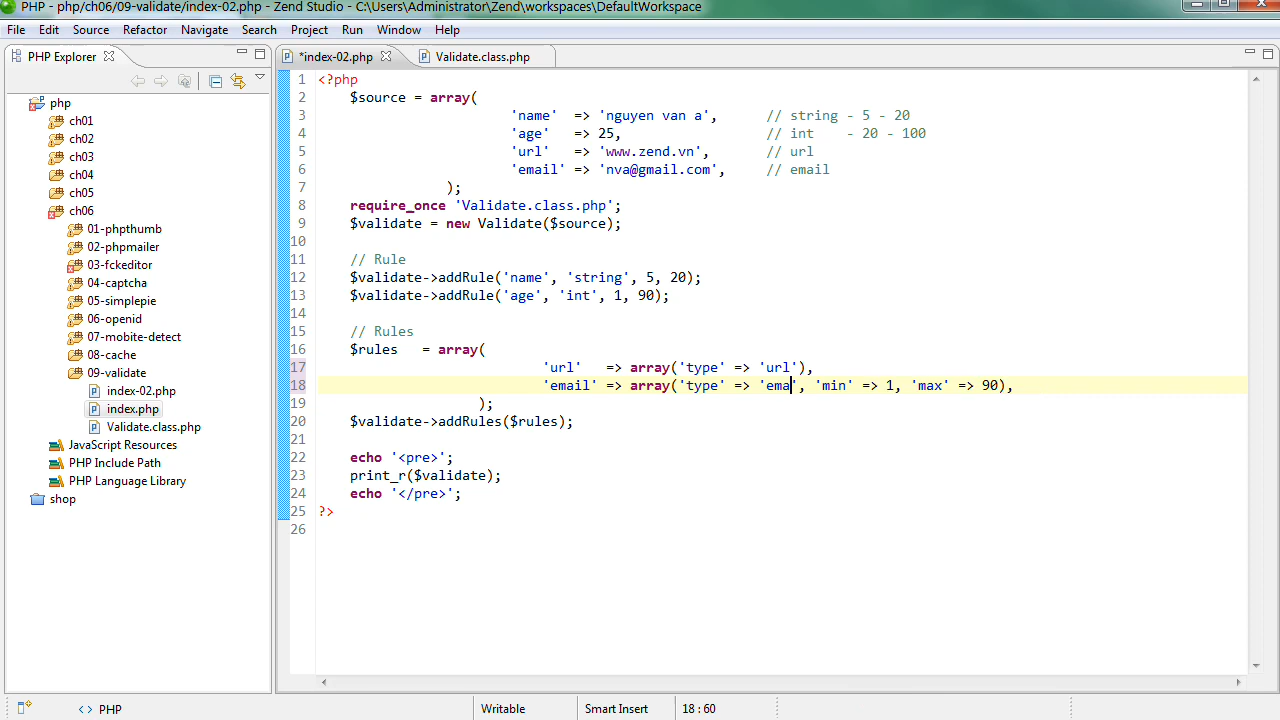 PHP - php/ch06/09-validate/index-02.php - Zend Studio - C:\Users\Administrator\Zend\workspaces\DefaultWorkspace
File Edit Source Refactor Navigate Search Project Run Window Help
PHP Explorer
php
ch01
ch02
ch03
ch04
ch05
ch06
01-phpthumb
02-phpmailer
03-fckeditor
04-captcha
05-simplepie
06-openid
07-mobite-detect
08-cache
09-validate
index-02.php
index.php
Validate.class.php
JavaScript Resources
PHP Include Path
PHP Language Library
shop
*index-02.php Validate.class.php
1 <?php
2 $source = array(
3 'name' => 'nguyen van a', // string - 5 - 20
4 'age' => 25, // int - 20 - 100
5 'url' => 'www.zend.vn', // url
6 'email' => 'nva@gmail.com', // email
7 );
8 require_once 'Validate.class.php';
9 $validate = new Validate($source);
10
11 // Rule
12 $validate->addRule('name', 'string', 5, 20);
13 $validate->addRule('age', 'int', 1, 90);
14
15 // Rules
16 $rules = array(
17 'url' => array('type' => 'url'),
18 'email' => array('type' => 'ema', 'min' => 1, 'max' => 90),
19 );
20 $validate->addRules($rules);
21
22 echo '<pre>';
23 print_r($validate);
24 echo '</pre>';
25 ?>
26
PHP Writable Smart Insert 18 : 60